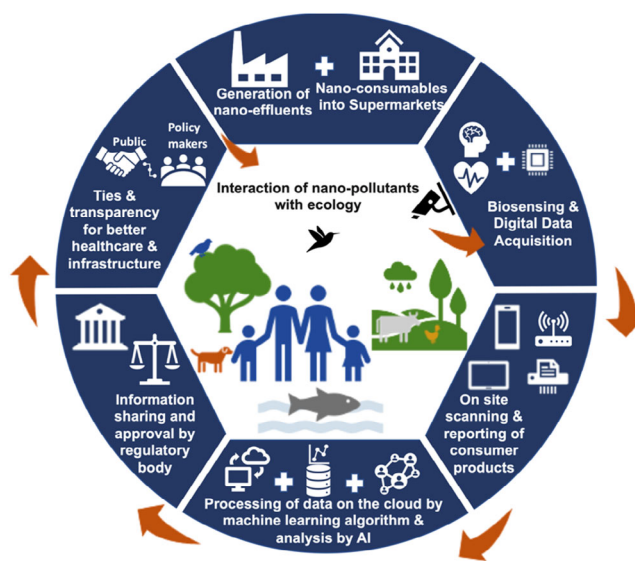 Generation of
nano-effluents
Nano-consumables
into Supermarkets
Biosensing &
Digital Data
Acquisition
On site
scanning &
reporting of
consumer
products
Processing of data on the cloud by
machine learning algorithm &
analysis by AI
Information
sharing and
approval by
regulatory
body
Public
Policy
makers
Ties &
transparency
for better
healthcare &
infrastructure
Interaction of nano-pollutants
with ecology